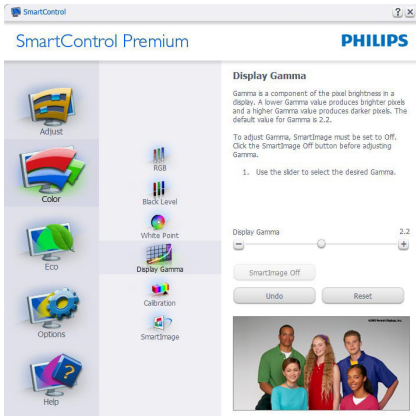 SmartControl
SmartControl Premium
PHILIPS
Adjust
Color
Eco
Options
Help
RGB
Black Level
White Point
Display Gamma
Calibration
SmartImage
Display Gamma
Gamma is a component of the pixel brightness in
a display. A lower Gamma value produces brighter pixels
and a higher Gamma value produces darker pixels. The
default value for Gamma is 2.2.
To adjust Gamma, SmartImage must be set to Off.
Click the SmartImage Off button before adjusting
Gamma.
1. Use the slider to select the desired Gamma.
Display Gamma 2.2
SmartImage Off
Undo Reset